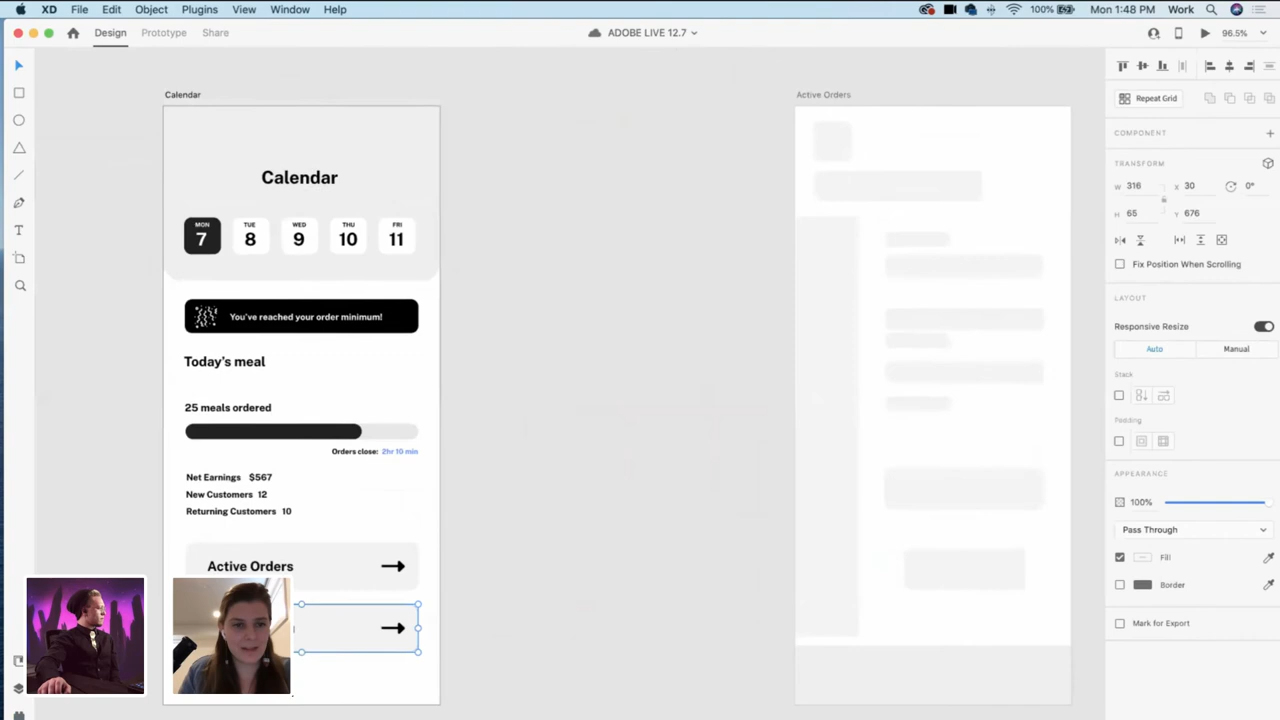 XD File Edit Object Plugins View Window Help
100% Mon 1:48 PM Work
Design Prototype Share
ADOBE LIVE 12.7
96.5%
Calendar
Active Orders
Calendar
MON TUE WED THU FRI
7 8 9 10 11
You've reached your order minimum!
Today's meal
25 meals ordered
Orders close: 2hr 10 min
Net Earnings $567
New Customers 12
Returning Customers 10
Active Orders
Repeat Grid
COMPONENT
TRANSFORM
W 316 X 30 0°
H 65 Y 676
Fix Position When Scrolling
LAYOUT
Responsive Resize
Auto Manual
Stack
Padding
APPEARANCE
100%
Pass Through
Fill
Border
Mark for Export